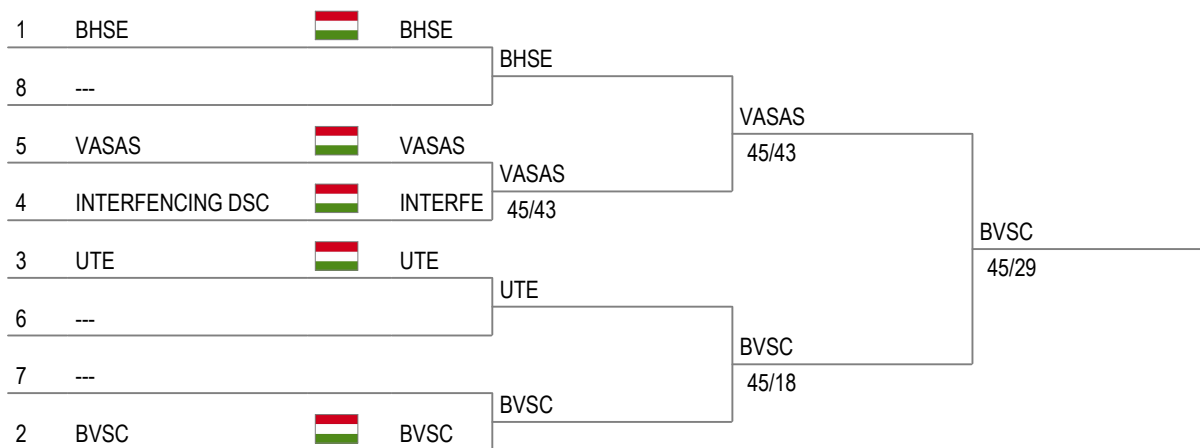 1 BHSE BHSE
BHSE
8 ---
VASAS
45/43
5 VASAS VASAS
VASAS
45/43
4 INTERFENCING DSC INTERFE
BVSC
45/29
3 UTE UTE
UTE
6 ---
BVSC
45/18
7 ---
BVSC
2 BVSC BVSC